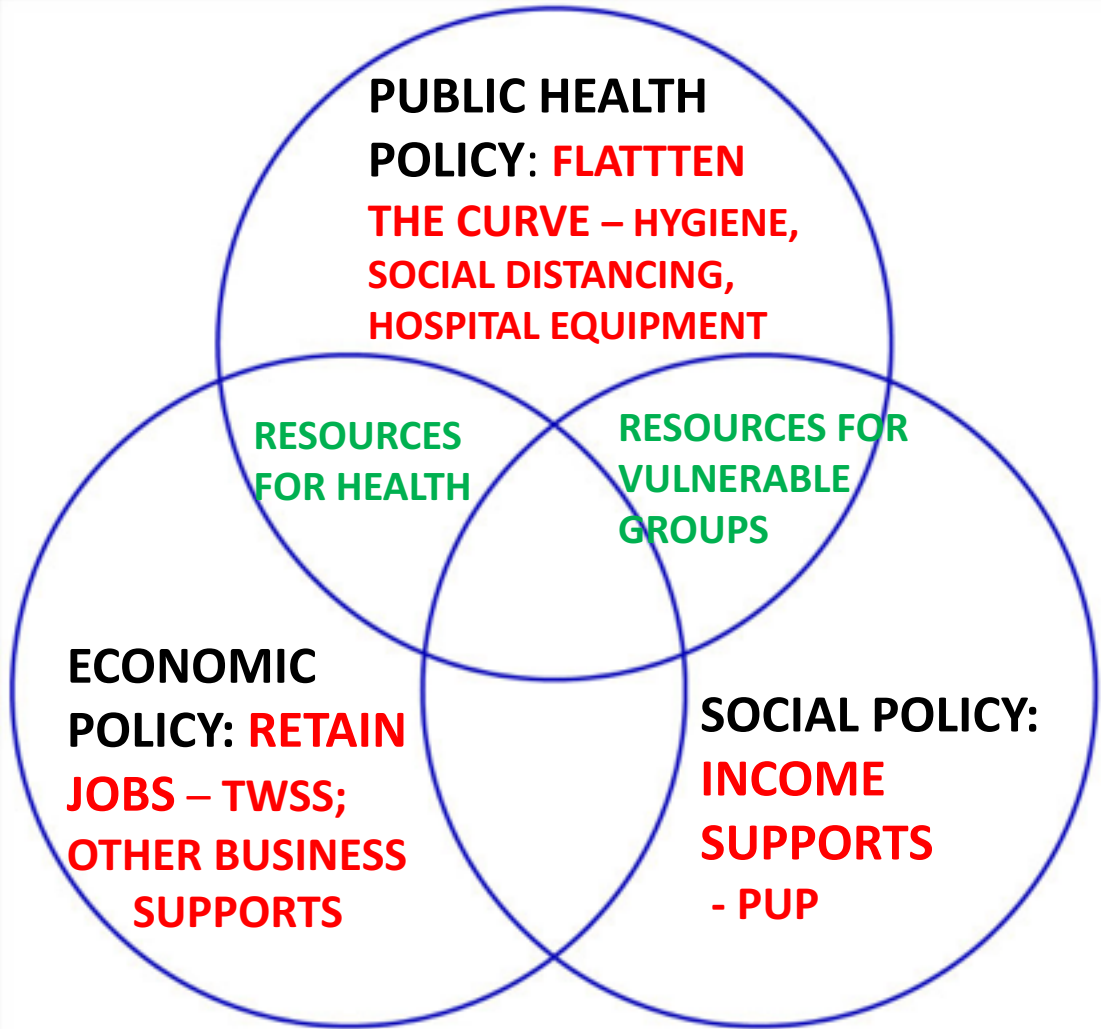 PUBLIC HEALTH
POLICY: FLATTTEN
THE CURVE – HYGIENE,
SOCIAL DISTANCING,
HOSPITAL EQUIPMENT
RESOURCES
FOR HEALTH
RESOURCES FOR
VULNERABLE
GROUPS
ECONOMIC
POLICY: RETAIN
JOBS – TWSS;
OTHER BUSINESS
SUPPORTS
SOCIAL POLICY:
INCOME
SUPPORTS
- PUP